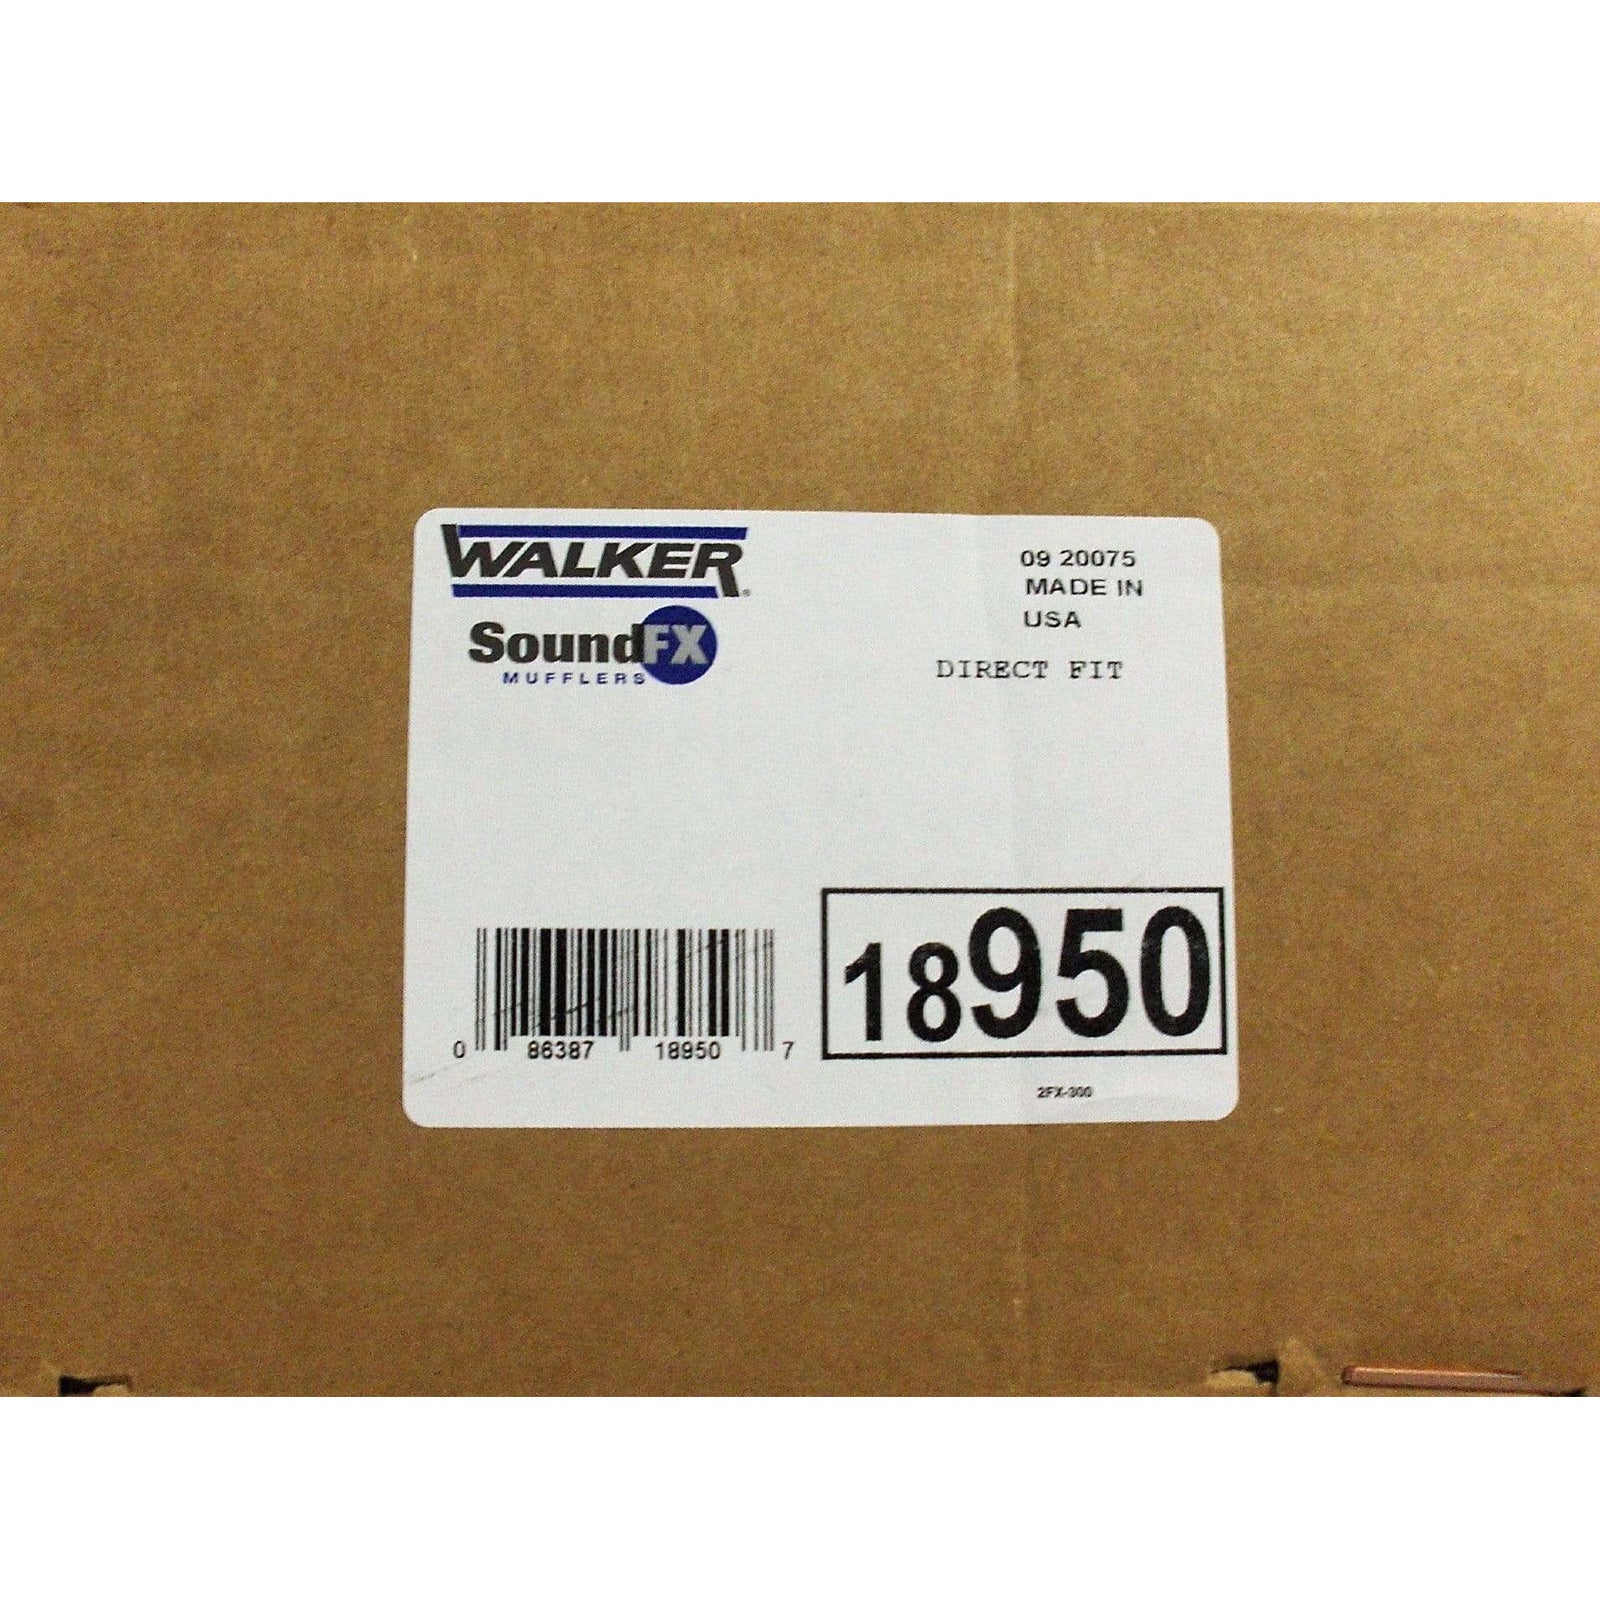 WALKER®
SoundFX
MUFFLERS
09 20075
MADE IN
USA
DIRECT FIT
0 86387 18950 7
18950
2FX-300